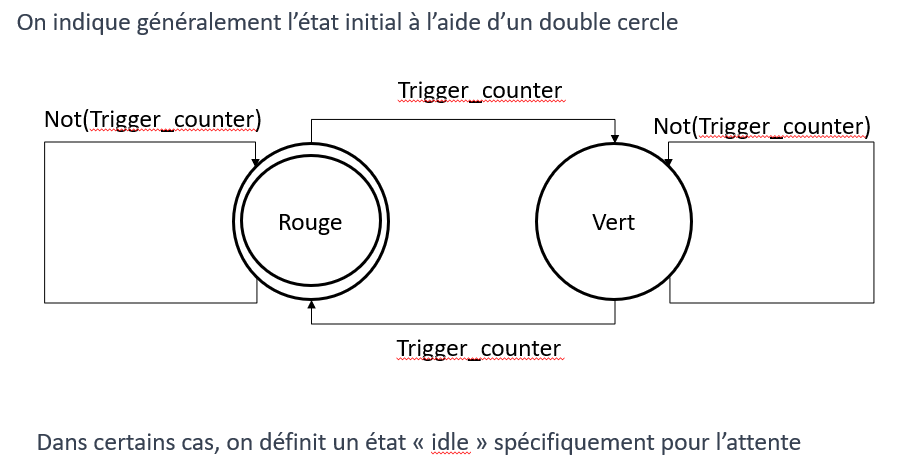 On indique généralement l’état initial à l’aide d’un double cercle
Trigger_counter
Not(Trigger_counter)
Not(Trigger_counter)
Rouge
Vert
Trigger_counter
Dans certains cas, on définit un état « idle » spécifiquement pour l’attente